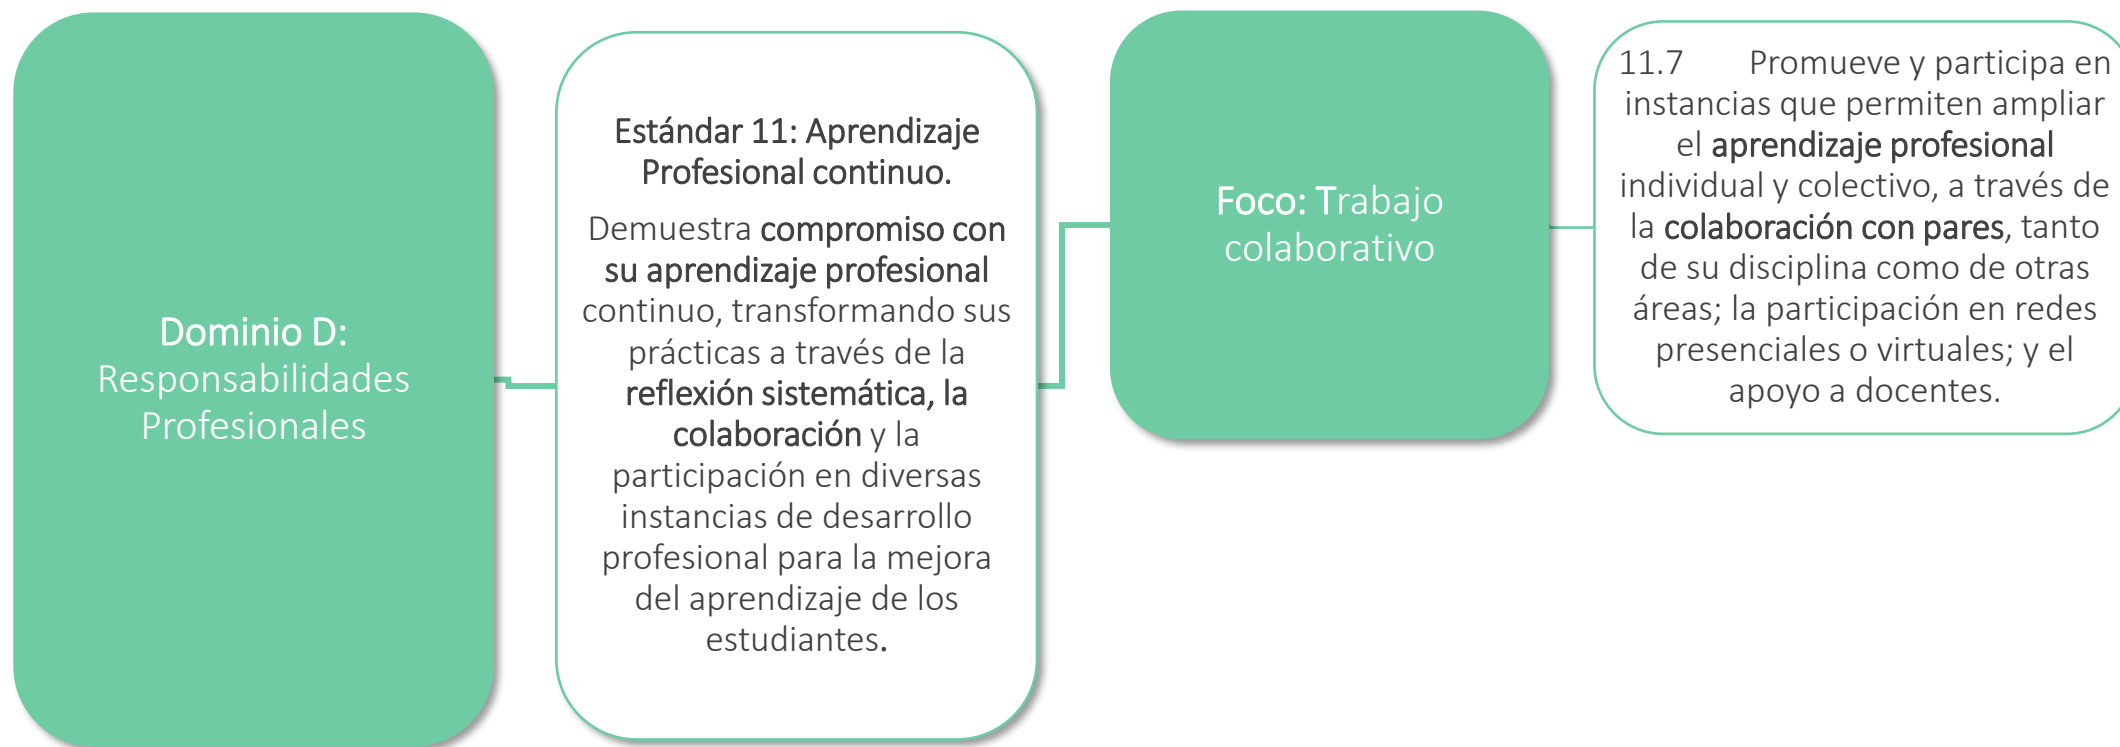 Dominio D:
Responsabilidades
Profesionales
Estándar 11: Aprendizaje
Profesional continuo.
Demuestra compromiso con
su aprendizaje profesional
continuo, transformando sus
prácticas a través de la
reflexión sistemática, la
colaboración y la
participación en diversas
instancias de desarrollo
profesional para la mejora
del aprendizaje de los
estudiantes.
Foco: Trabajo
colaborativo
11.7 Promueve y participa en
instancias que permiten ampliar
el aprendizaje profesional
individual y colectivo, a través de
la colaboración con pares, tanto
de su disciplina como de otras
áreas; la participación en redes
presenciales o virtuales; y el
apoyo a docentes.